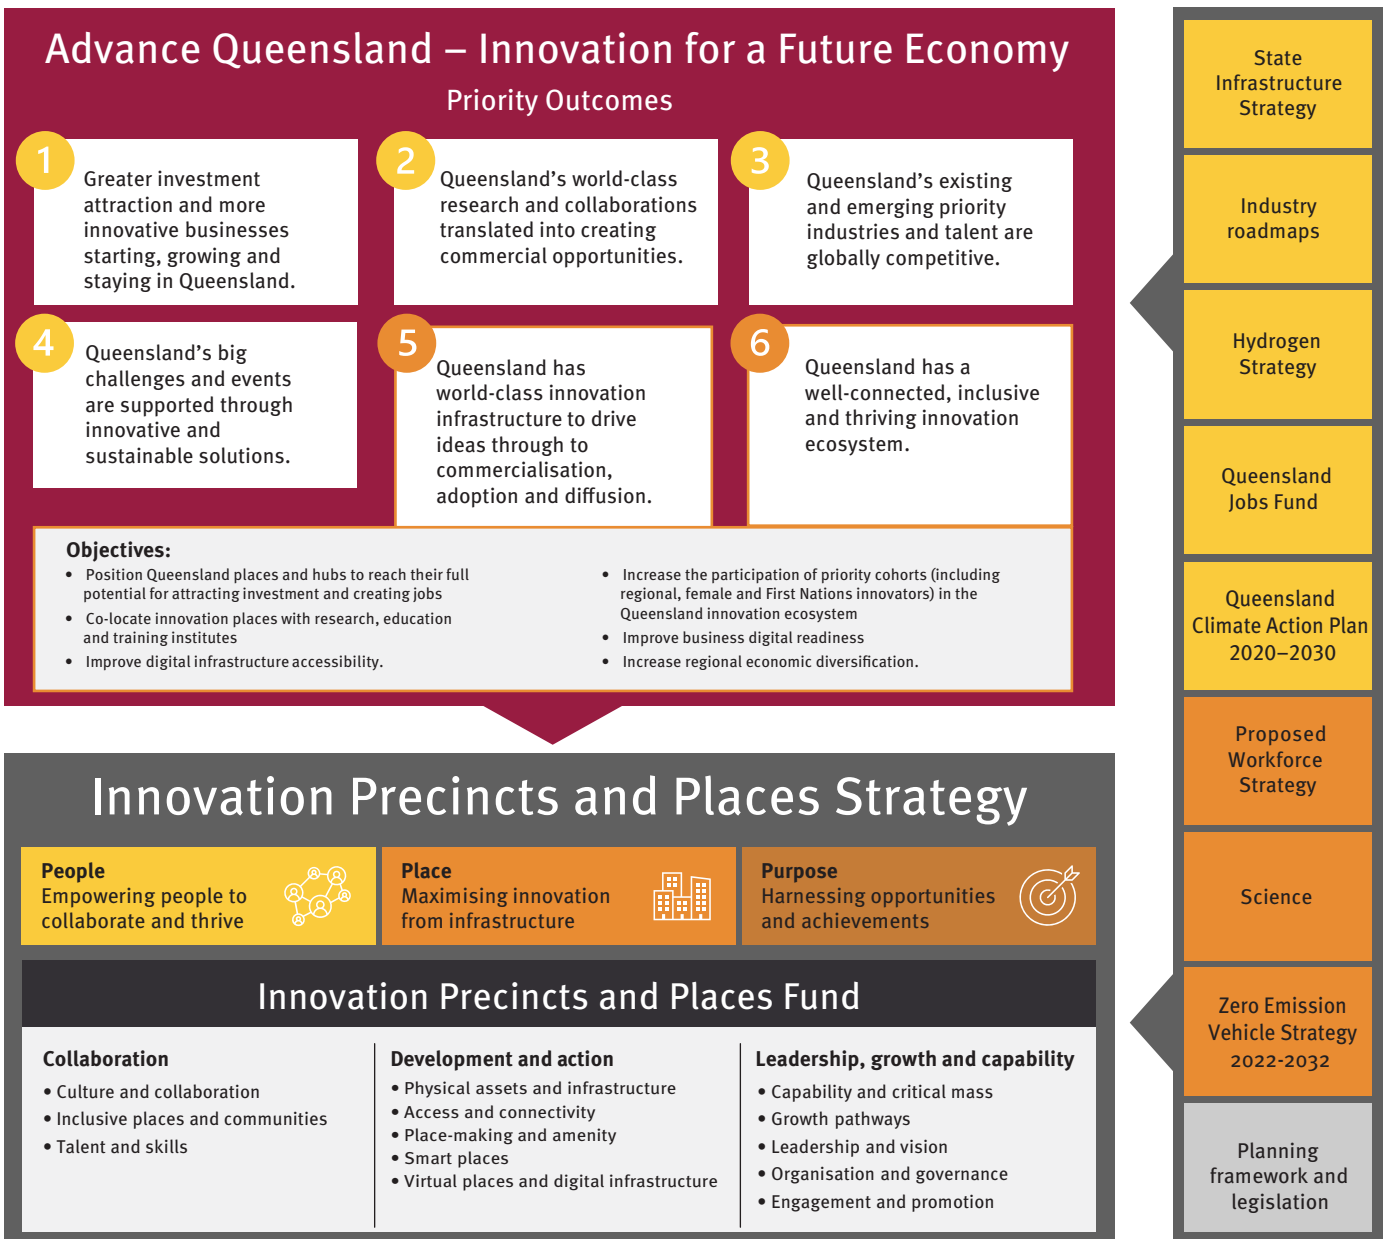 Advance Queensland – Innovation for a Future Economy
Priority Outcomes
1
Greater investment
attraction and more
innovative businesses
starting, growing and
staying in Queensland.
2
Queensland’s world-class
research and collaborations
translated into creating
commercial opportunities.
3
Queensland’s existing
and emerging priority
industries and talent are
globally competitive.
4
Queensland’s big
challenges and events
are supported through
innovative and
sustainable solutions.
5
Queensland has
world-class innovation
infrastructure to drive
ideas through to
commercialisation,
adoption and diffusion.
6
Queensland has a
well-connected, inclusive
and thriving innovation
ecosystem.
Objectives:
• Position Queensland places and hubs to reach their full
potential for attracting investment and creating jobs
• Co-locate innovation places with research, education
and training institutes
• Improve digital infrastructure accessibility.
• Increase the participation of priority cohorts (including
regional, female and First Nations innovators) in the
Queensland innovation ecosystem
• Improve business digital readiness
• Increase regional economic diversification.
Innovation Precincts and Places Strategy
People
Empowering people to
collaborate and thrive
Place
Maximising innovation
from infrastructure
Purpose
Harnessing opportunities
and achievements
Innovation Precincts and Places Fund
Collaboration
• Culture and collaboration
• Inclusive places and communities
• Talent and skills
Development and action
• Physical assets and infrastructure
• Access and connectivity
• Place-making and amenity
• Smart places
• Virtual places and digital infrastructure
Leadership, growth and capability
• Capability and critical mass
• Growth pathways
• Leadership and vision
• Organisation and governance
• Engagement and promotion
State
Infrastructure
Strategy
Industry
roadmaps
Hydrogen
Strategy
Queensland
Jobs Fund
Queensland
Climate Action Plan
2020–2030
Proposed
Workforce
Strategy
Science
Zero Emission
Vehicle Strategy
2022-2032
Planning
framework and
legislation